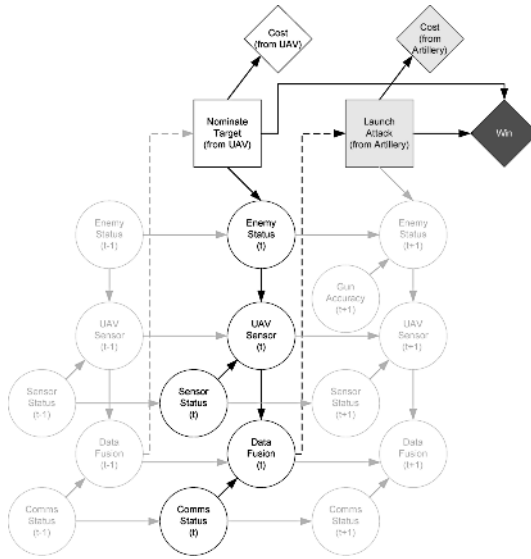 Cost
(from UAV)
Cost
(from
Artillery)
Nominate
Target
(from UAV)
Launch
Attack
(from Artillery)
Win
Enemy
Status
(t-1)
Enemy
Status
(t)
Enemy
Status
(t+1)
Gun
Accuracy
(t+1)
UAV
Sensor
(t-1)
UAV
Sensor
(t)
UAV
Sensor
(t+1)
Sensor
Status
(t-1)
Sensor
Status
(t)
Sensor
Status
(t+1)
Data
Fusion
(t-1)
Data
Fusion
(t)
Data
Fusion
(t+1)
Comms
Status
(t-1)
Comms
Status
(t)
Comms
Status
(t+1)